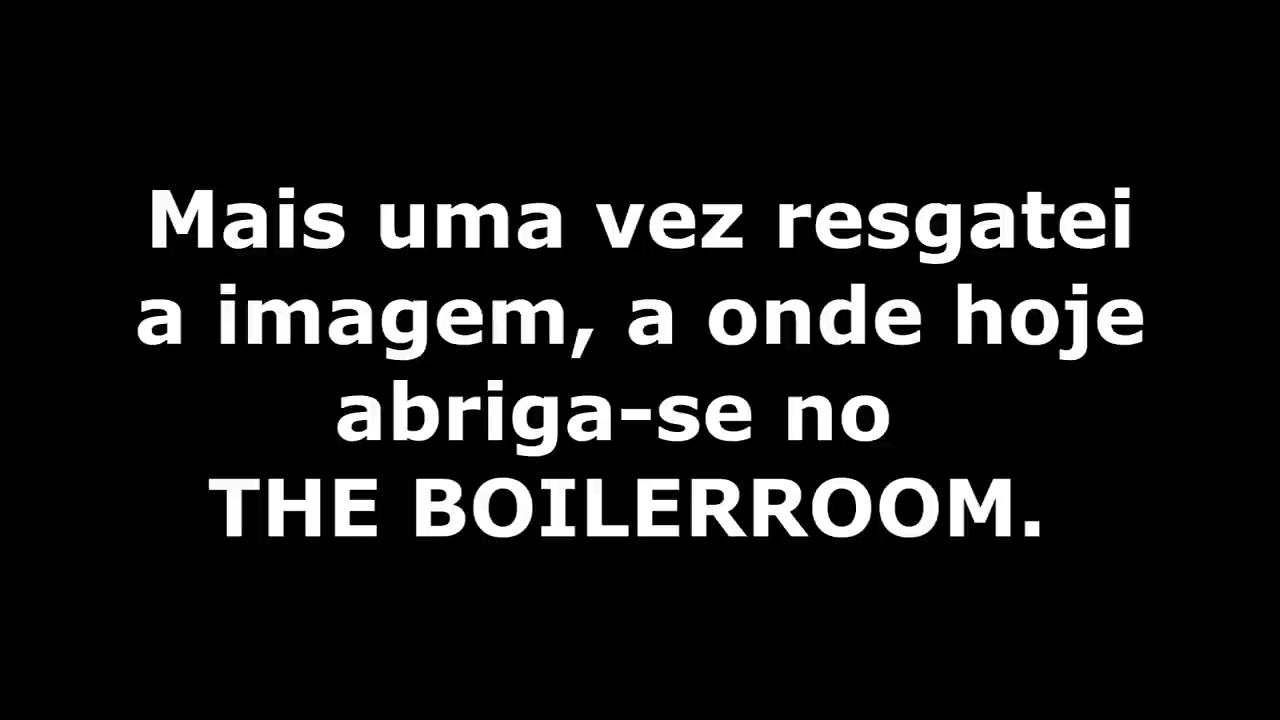 Mais uma vez resgatei
a imagem, a onde hoje
abriga-se no
THE BOILERROOM.